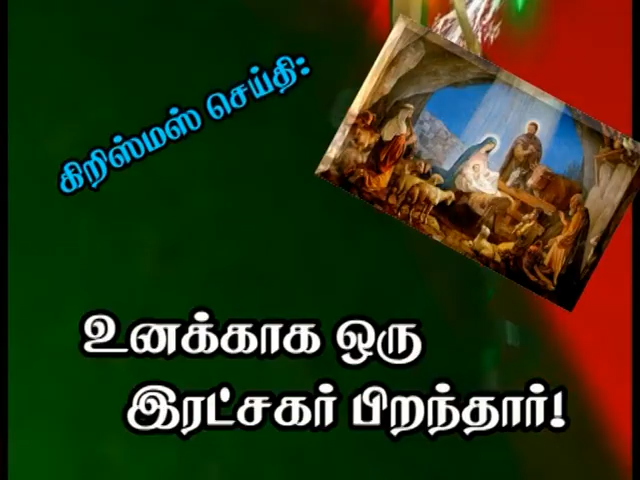 கிறிஸ்மஸ் செய்தி:
உனக்காக ஒரு
இரட்சகர் பிறந்தார்!